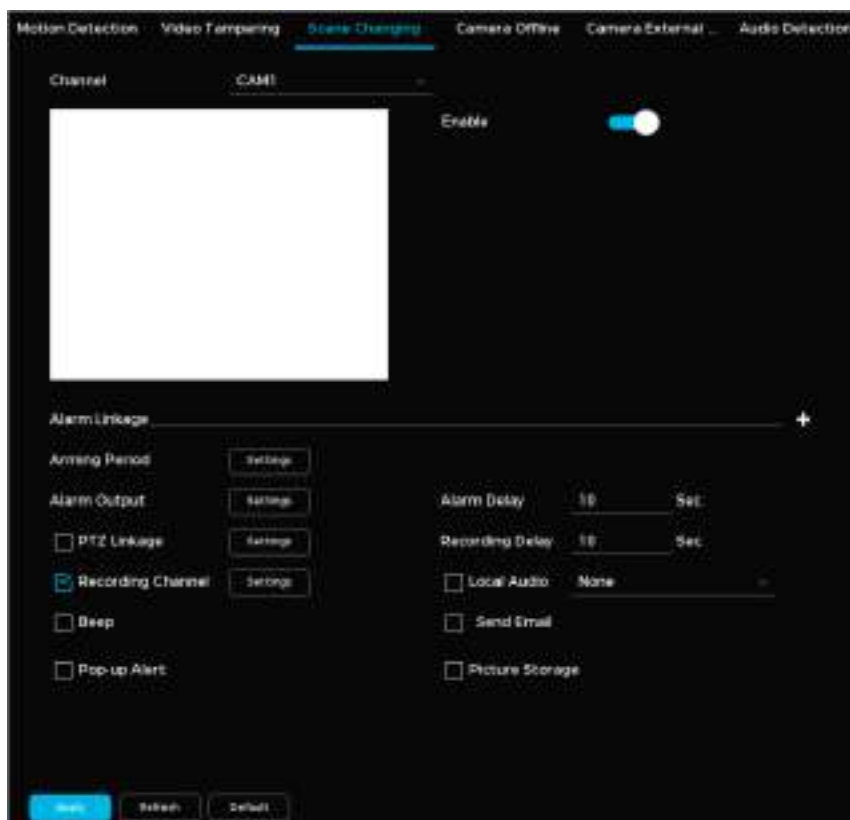 Motion Detection Video Tampering Scene Changing Camera Offline Camera External ... Audio Detection
Channel CAM1
Enable
Alarm Linkage
Arming Period Settings
Alarm Output Settings Alarm Delay 10 Sec
PTZ Linkage Settings Recording Delay 10 Sec
Recording Channel Settings Local Audio None
Beep Send Email
Pop-up Alert Picture Storage
Apply Refresh Default